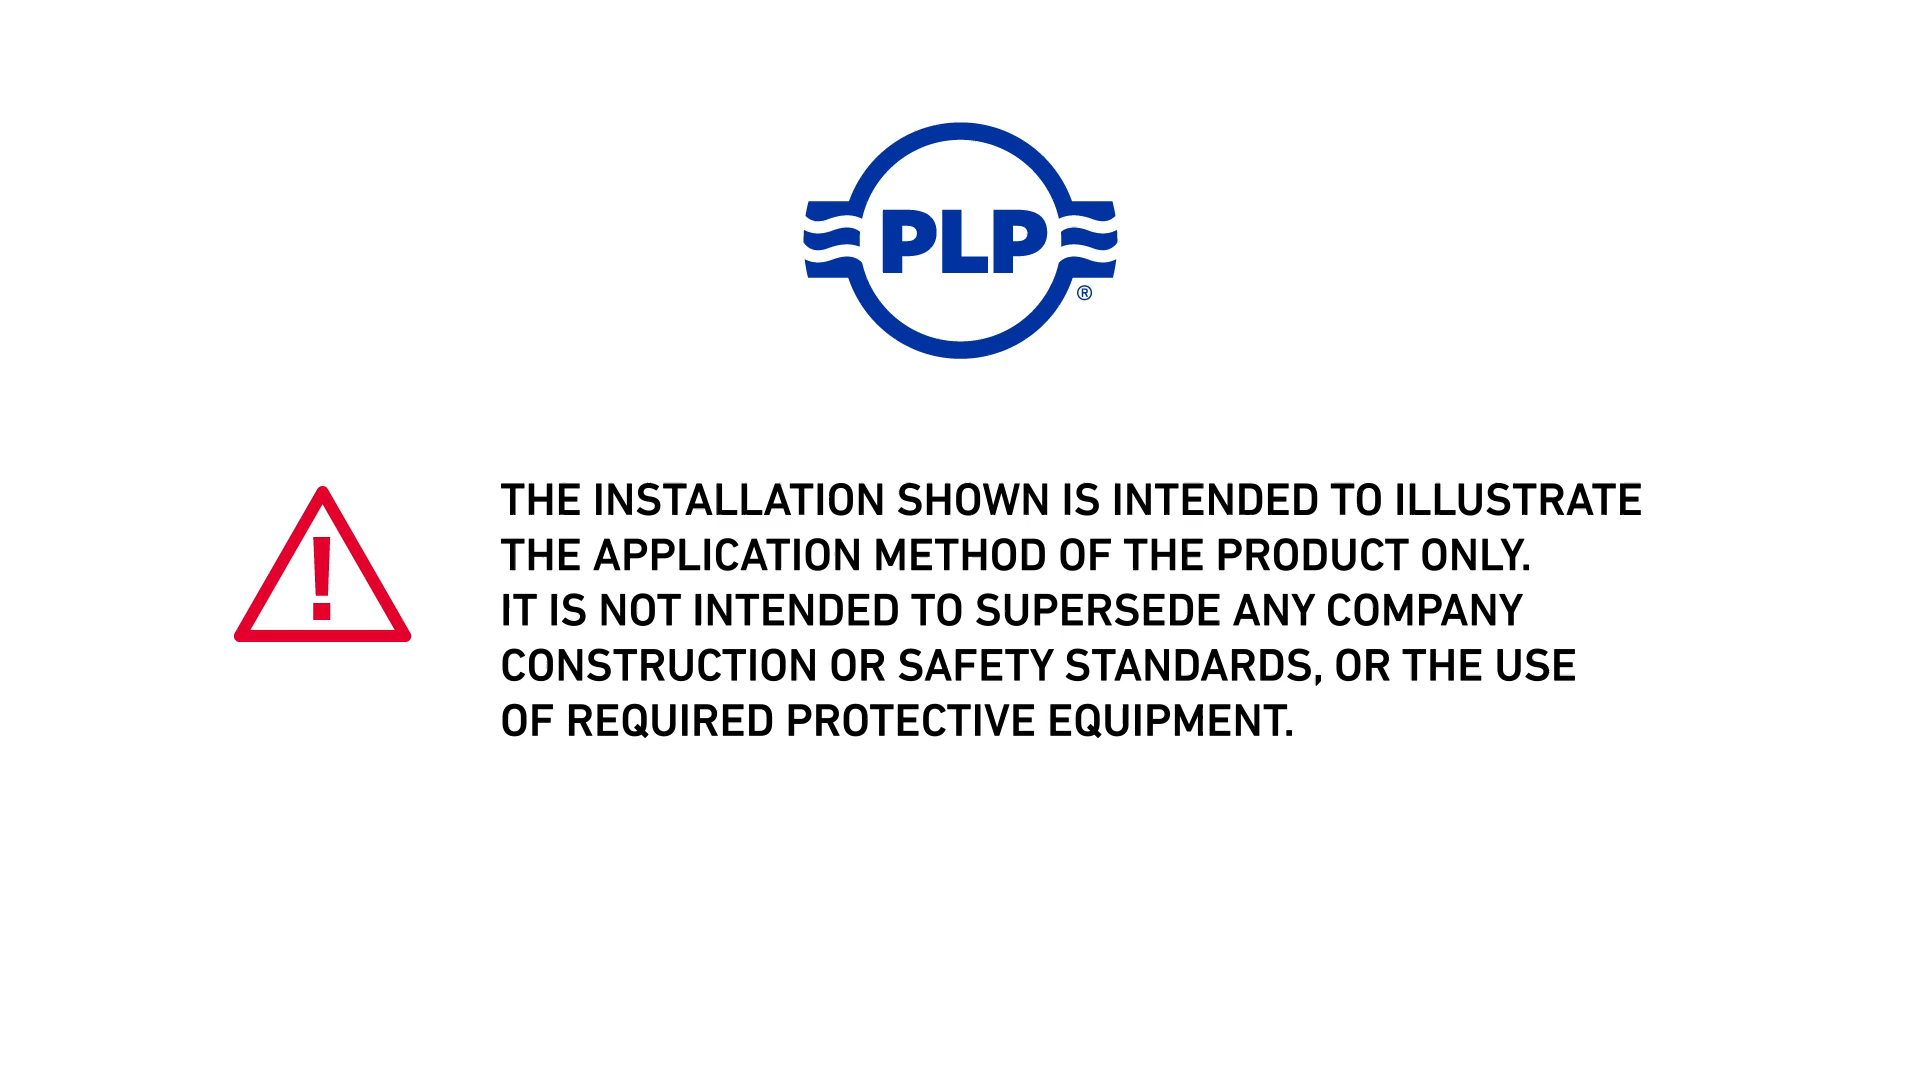 PLP
®
THE INSTALLATION SHOWN IS INTENDED TO ILLUSTRATE
THE APPLICATION METHOD OF THE PRODUCT ONLY.
IT IS NOT INTENDED TO SUPERSEDE ANY COMPANY
CONSTRUCTION OR SAFETY STANDARDS, OR THE USE
OF REQUIRED PROTECTIVE EQUIPMENT.